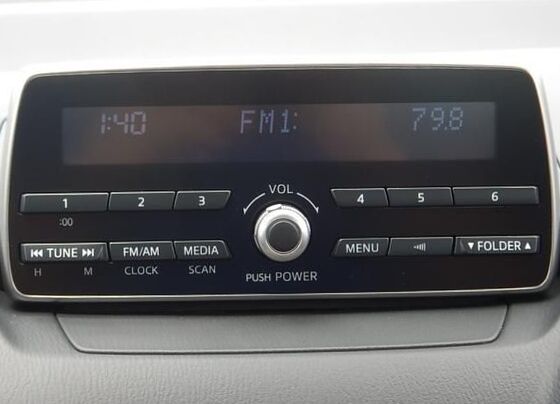 1:40 FM1: 79.8
1 2 3 VOL 4 5 6
:00
⏮ TUNE ⏭ FM/AM MEDIA MENU ▼ FOLDER ▲
H M CLOCK SCAN PUSH POWER